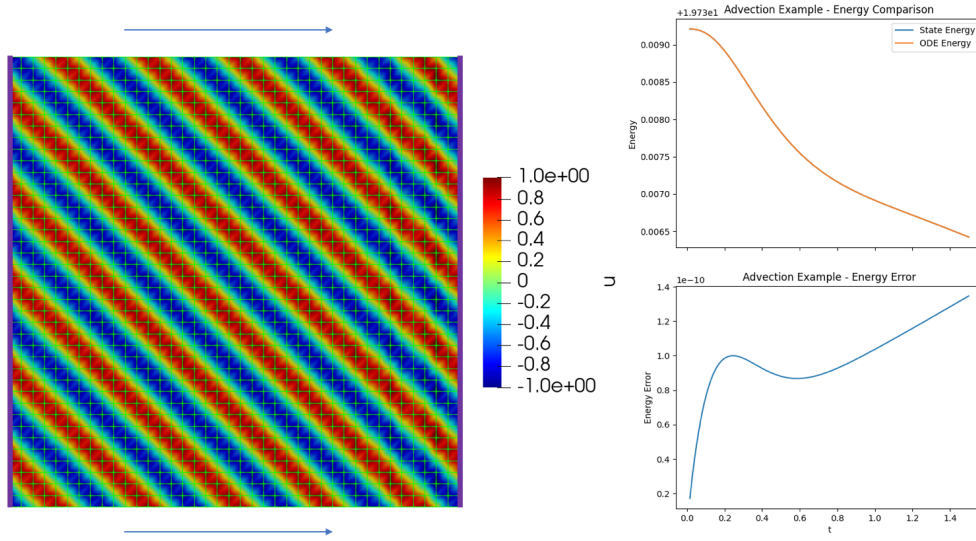 1.0e+00
0.8
0.6
0.4
0.2
0
-0.2
-0.4
-0.6
-0.8
-1.0e+00
u
Advection Example - Energy Comparison
+1.973e1
State Energy
ODE Energy
0.0090
0.0085
0.0080
0.0075
0.0070
0.0065
Energy
Advection Example - Energy Error
1e-10
1.4
1.2
1.0
0.8
0.6
0.4
0.2
Energy Error
0.0 0.2 0.4 0.6 0.8 1.0 1.2 1.4
t